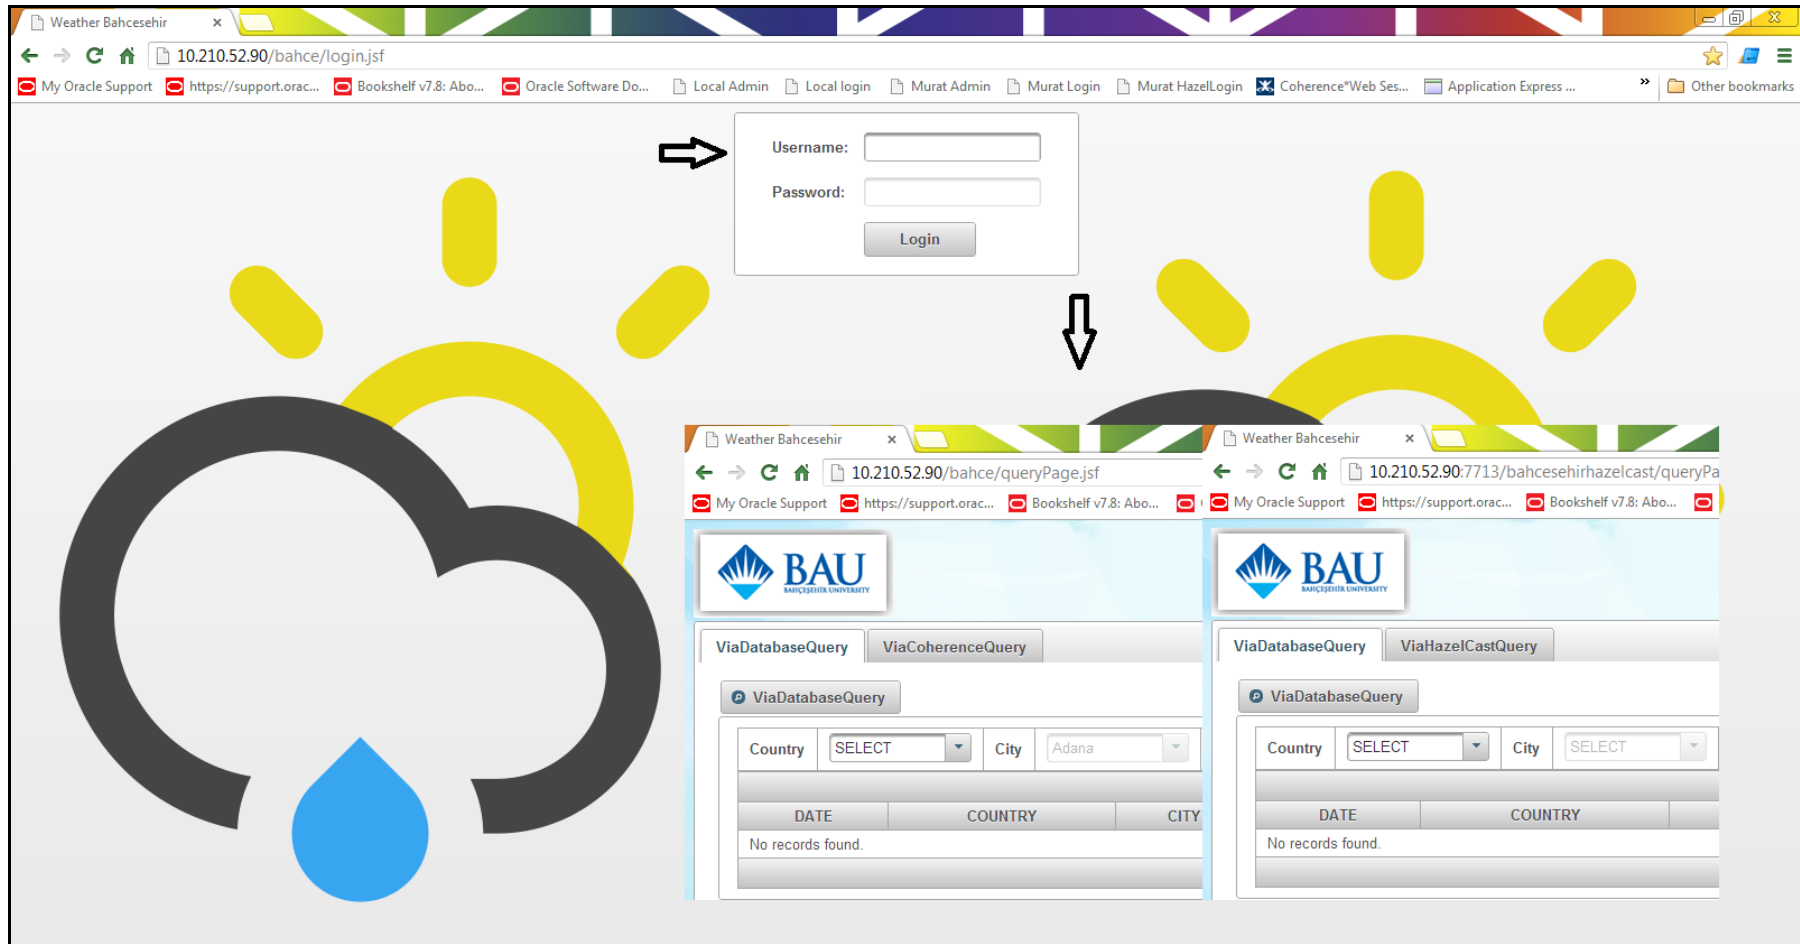 Weather Bahcesehir
10.210.52.90/bahce/login.jsf
My Oracle Support https://support.orac... Bookshelf v7.8: Abo... Oracle Software Do... Local Admin Local login Murat Admin Murat Login Murat HazelLogin Coherence*Web Ses... Application Express ... » Other bookmarks
Username:
Password:
Login
Weather Bahcesehir
10.210.52.90/bahce/queryPage.jsf
My Oracle Support https://support.orac... Bookshelf v7.8: Abo...
BAU
BAHÇEŞEHİR UNIVERSITY
ViaDatabaseQuery ViaCoherenceQuery
ViaDatabaseQuery
Country SELECT City Adana
DATE COUNTRY CITY
No records found.
Weather Bahcesehir
10.210.52.90:7713/bahcesehirhazelcast/queryPa
My Oracle Support https://support.orac... Bookshelf v7.8: Abo...
BAU
BAHÇEŞEHİR UNIVERSITY
ViaDatabaseQuery ViaHazelCastQuery
ViaDatabaseQuery
Country SELECT City SELECT
DATE COUNTRY
No records found.